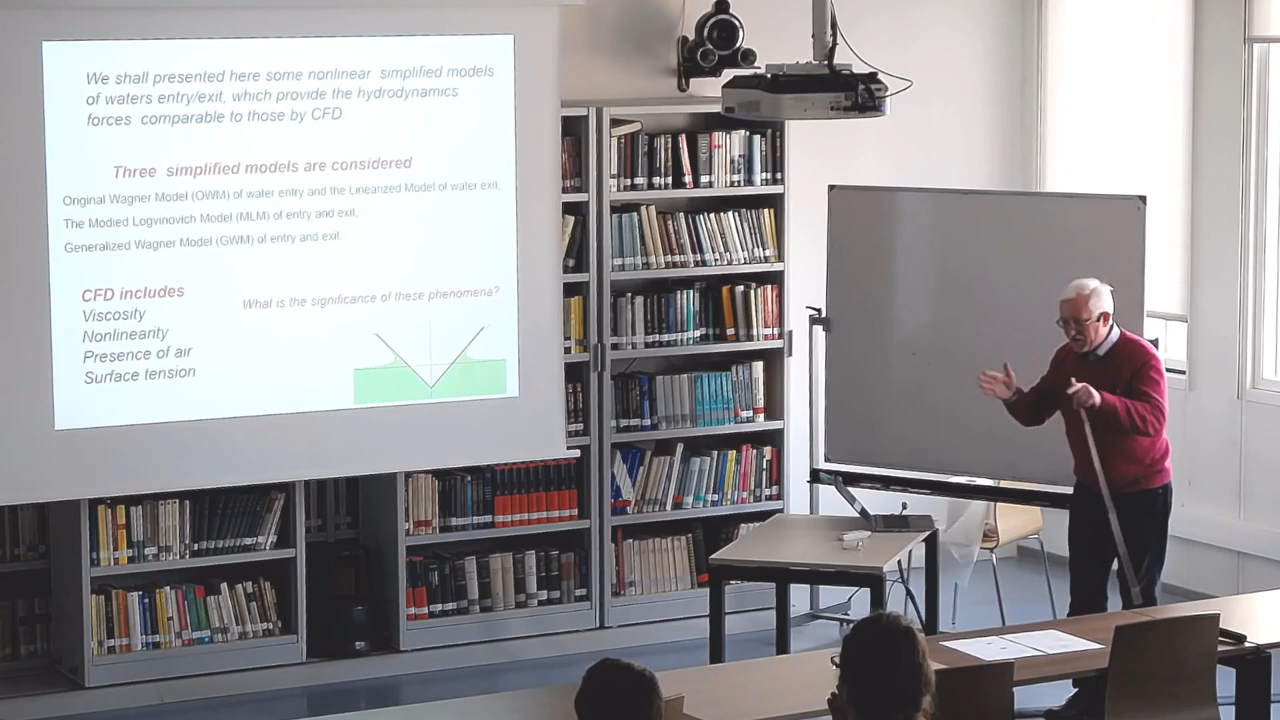 We shall presented here some nonlinear simplified models
of waters entry/exit, which provide the hydrodynamics
forces comparable to those by CFD
Three simplified models are considered
Original Wagner Model (OWM) of water entry and the Linearized Model of water exit,
The Modied Logvinovich Model (MLM) of entry and exit,
Generalized Wagner Model (GWM) of entry and exit.
CFD includes
What is the significance of these phenomena?
Viscosity
Nonlinearity
Presence of air
Surface tension